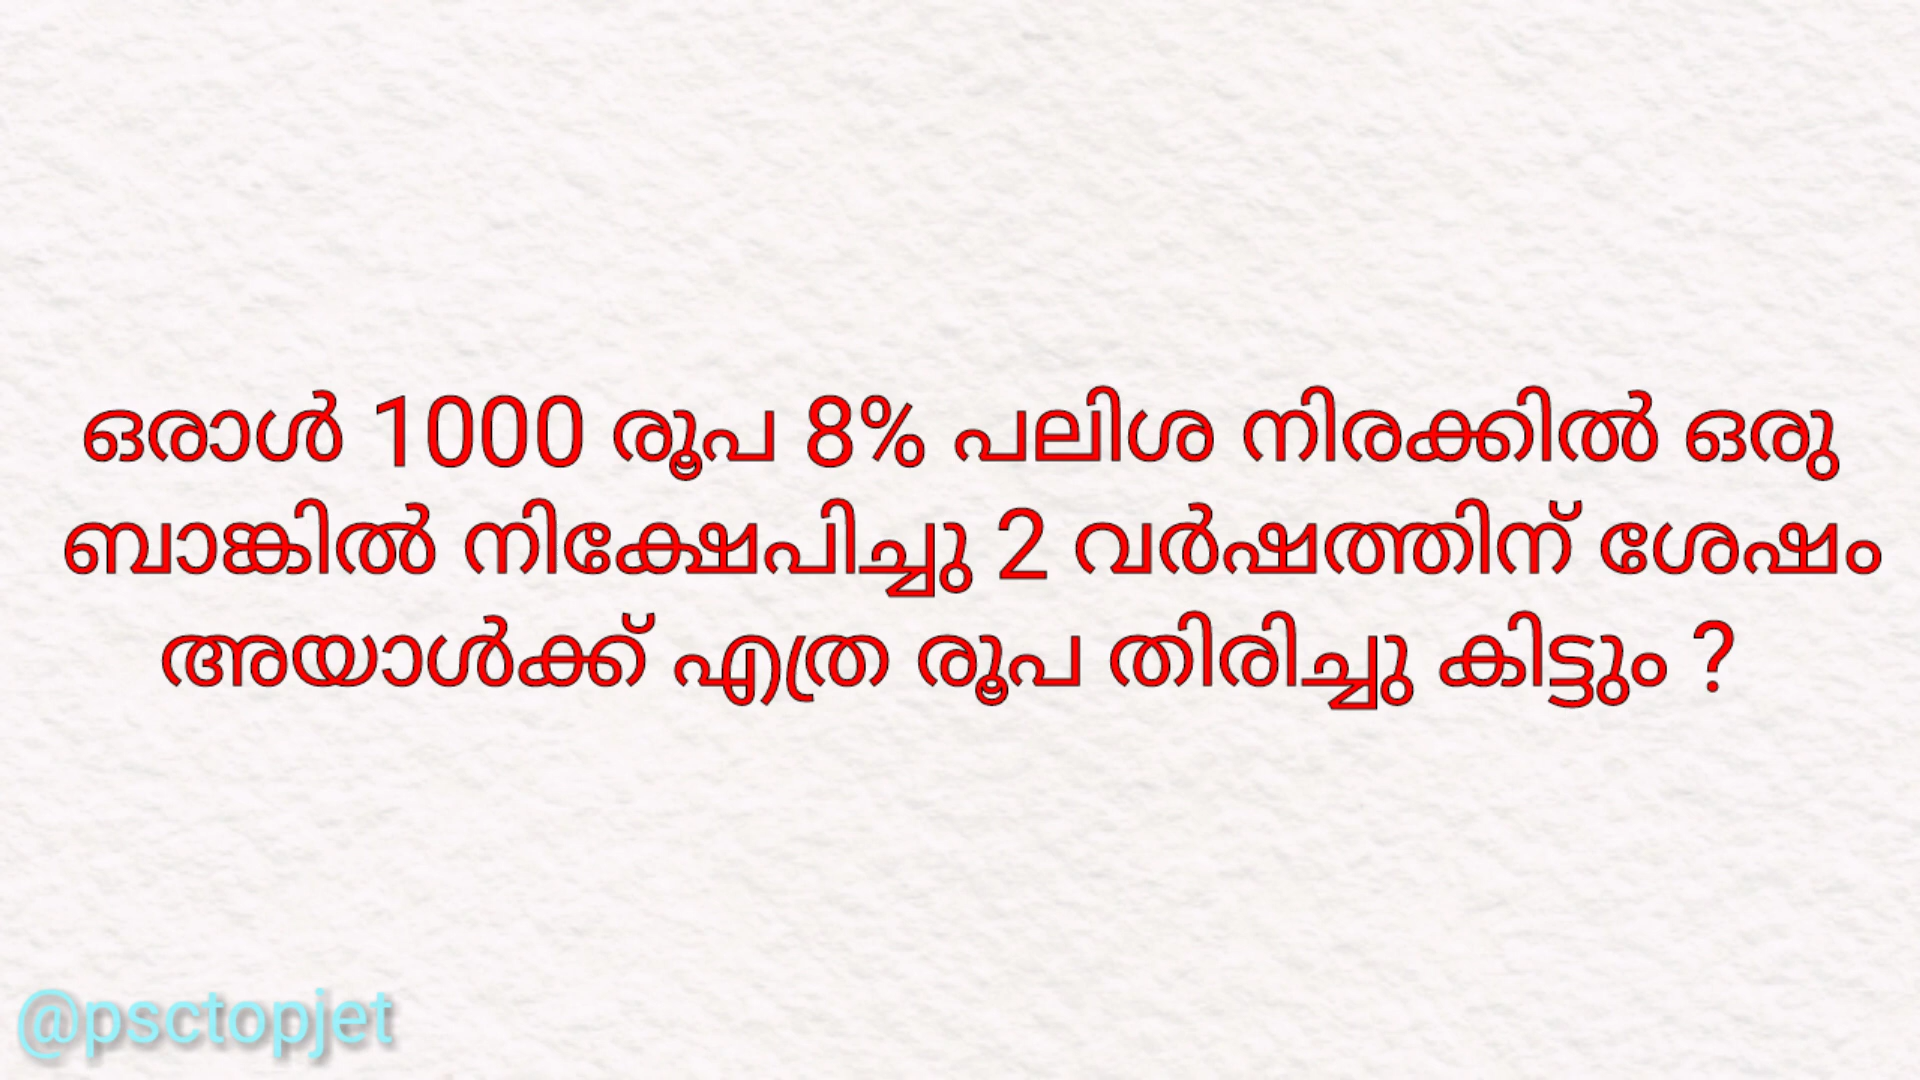 ഒരാൾ 1000 രൂപ 8% പലിശ നിരക്കിൽ ഒരു
ബാങ്കിൽ നിക്ഷേപിച്ചു 2 വർഷത്തിന് ശേഷം
അയാൾക്ക് എത്ര രൂപ തിരിച്ചു കിട്ടും ?
@psctopjet